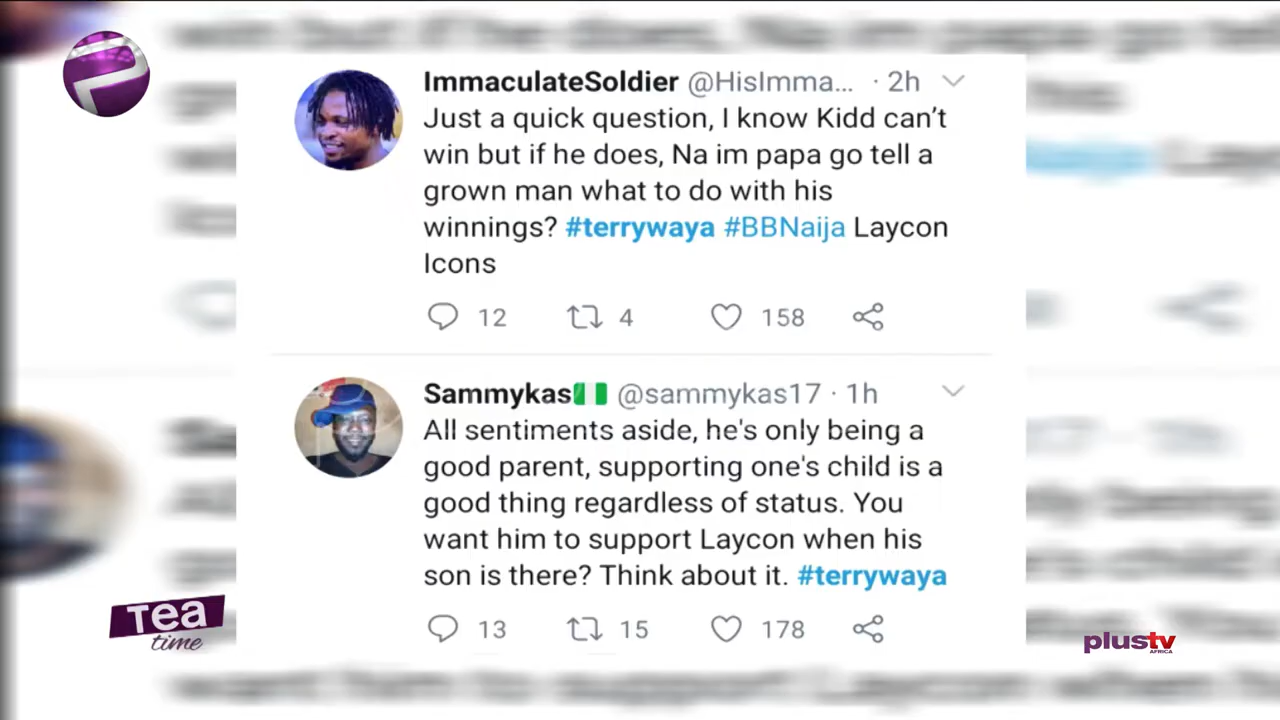 ImmaculateSoldier @HisImma... · 2h
Just a quick question, I know Kidd can’t
win but if he does, Na im papa go tell a
grown man what to do with his
winnings? #terrywaya #BBNaija Laycon
Icons
12 4 158
Sammykas🇳🇬 @sammykas17 · 1h
All sentiments aside, he's only being a
good parent, supporting one's child is a
good thing regardless of status. You
want him to support Laycon when his
son is there? Think about it. #terrywaya
13 15 178
Tea
time
plustv
AFRICA